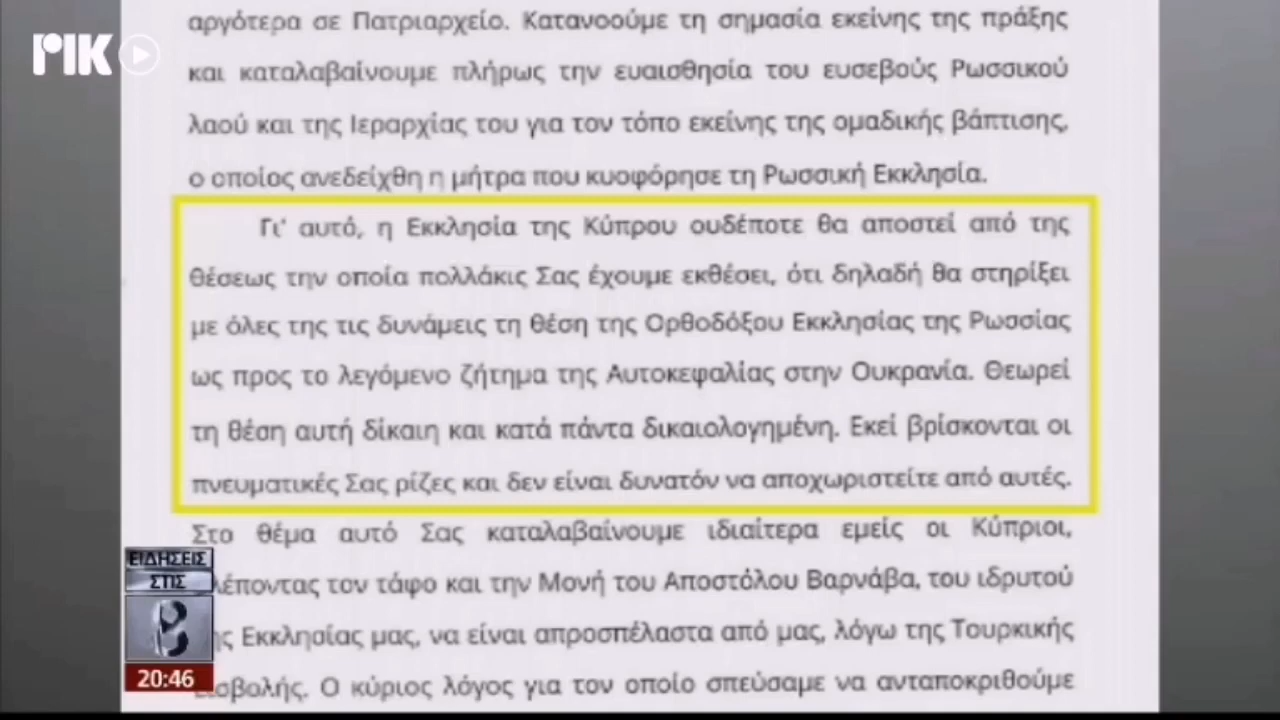 ΡΙΚ
αργότερα σε Πατριαρχείο. Κατανοούμε τη σημασία εκείνης της πράξης
και καταλαβαίνουμε πλήρως την ευαισθησία του ευσεβούς Ρωσσικού
λαού και της Ιεραρχίας του για τον τόπο εκείνης της ομαδικής βάπτισης,
ο οποίος ανεδείχθη η μήτρα που κυοφόρησε τη Ρωσσική Εκκλησία.
Γι' αυτό, η Εκκλησία της Κύπρου ουδέποτε θα αποστεί από της
θέσεως την οποία πολλάκις Σας έχουμε εκθέσει, ότι δηλαδή θα στηρίξει
με όλες της τις δυνάμεις τη θέση της Ορθοδόξου Εκκλησίας της Ρωσσίας
ως προς το λεγόμενο ζήτημα της Αυτοκεφαλίας στην Ουκρανία. Θεωρεί
τη θέση αυτή δίκαιη και κατά πάντα δικαιολογημένη. Εκεί βρίσκονται οι
πνευματικές Σας ρίζες και δεν είναι δυνατόν να αποχωριστείτε από αυτές.
Στο θέμα αυτό Σας καταλαβαίνουμε ιδιαίτερα εμείς οι Κύπριοι,
λέποντας τον τάφο και την Μονή του Αποστόλου Βαρνάβα, του ιδρυτού
ης Εκκλησίας μας, να είναι απροσπέλαστα από μας, λόγω της Τουρκικής
σβολής. Ο κύριος λόγος για τον οποίο σπεύσαμε να ανταποκριθούμε
ΕΙΔΗΣΕΙΣ
ΣΤΙΣ
8
20:46